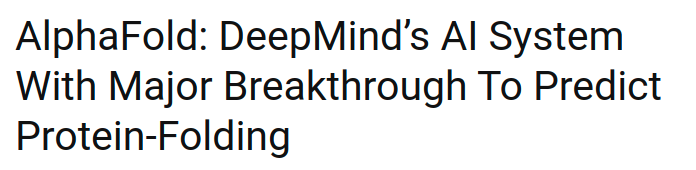 AlphaFold: DeepMind’s AI System
With Major Breakthrough To Predict
Protein-Folding